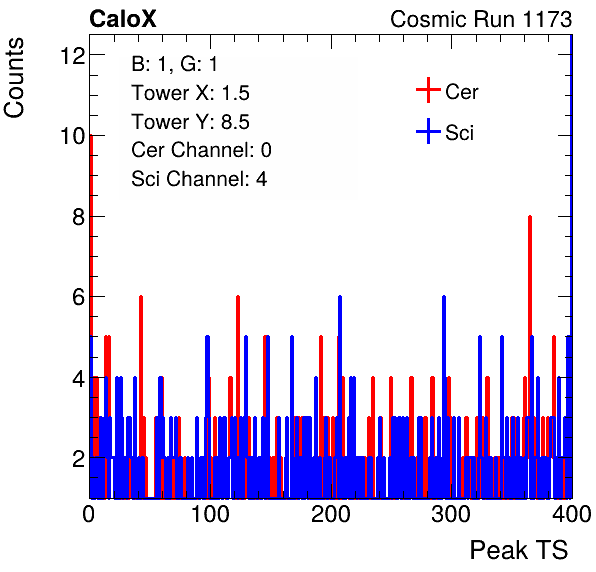 CaloX Cosmic Run 1173
Counts
12
10
8
6
4
2
B: 1, G: 1
Tower X: 1.5
Tower Y: 8.5
Cer Channel: 0
Sci Channel: 4
Cer
Sci
0 100 200 300 400
Peak TS